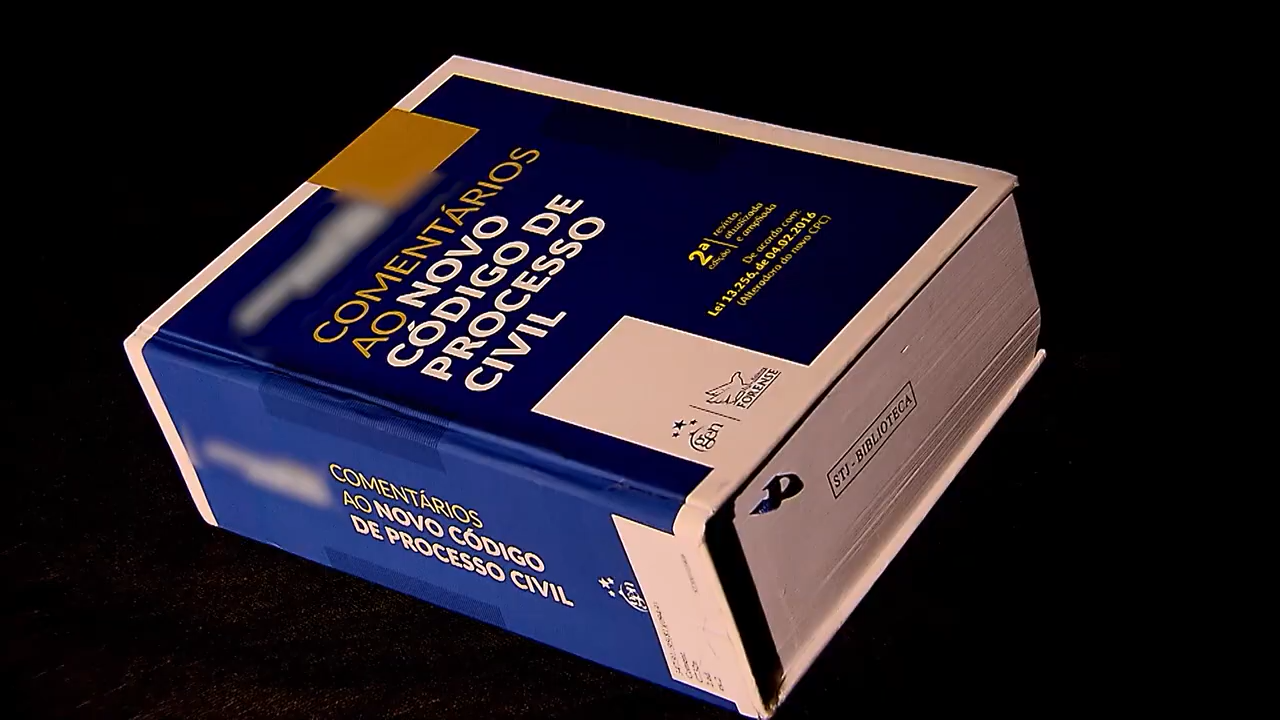 COMENTÁRIOS
AO NOVO
CÓDIGO DE
PROCESSO
CIVIL
2ª
edição
revista,
atualizada
e ampliada
De acordo com:
Lei 13.256, de 04.02.2016
(Alteradora do novo CPC)
gen
FORENSE
COMENTÁRIOS
AO NOVO CÓDIGO
DE PROCESSO CIVIL
STJ-BIBLIOTECA